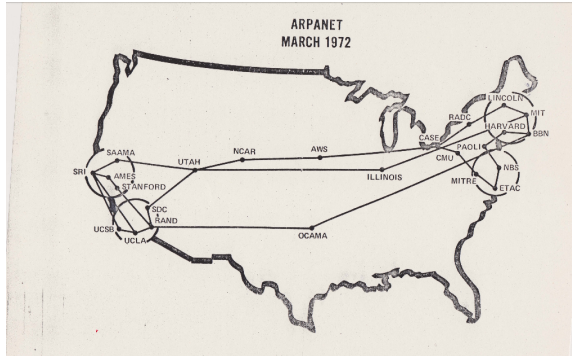 ARPANET
MARCH 1972
LINCOLN
RADC
MIT
HARVARD
BBN
CASE
PAOLI
AWS
NCAR
CMU
SAAMA
UTAH
NBS
SRI
AMES
ILLINOIS
MITRE
STANFORD
ETAC
SDC
RAND
UCSB
OCAMA
UCLA